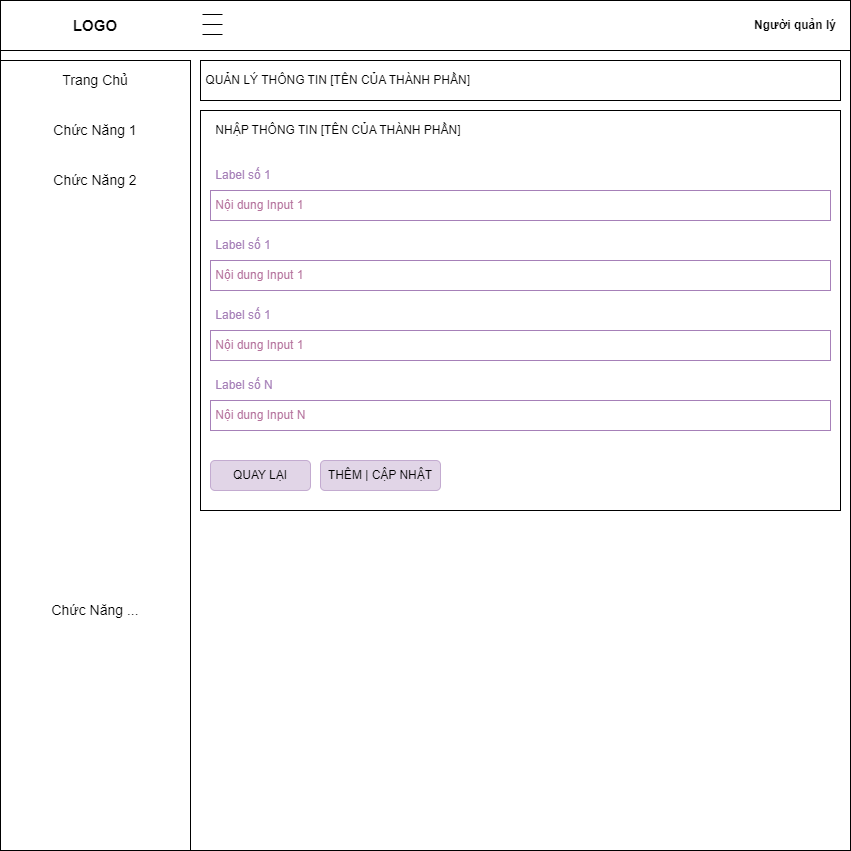 LOGO
Người quản lý
Trang Chủ
Chức Năng 1
Chức Năng 2
Chức Năng ...
QUẢN LÝ THÔNG TIN [TÊN CỦA THÀNH PHẦN]
NHẬP THÔNG TIN [TÊN CỦA THÀNH PHẦN]
Label số 1
Nội dung Input 1
Label số 1
Nội dung Input 1
Label số 1
Nội dung Input 1
Label số N
Nội dung Input N
QUAY LẠI
THÊM | CẬP NHẬT